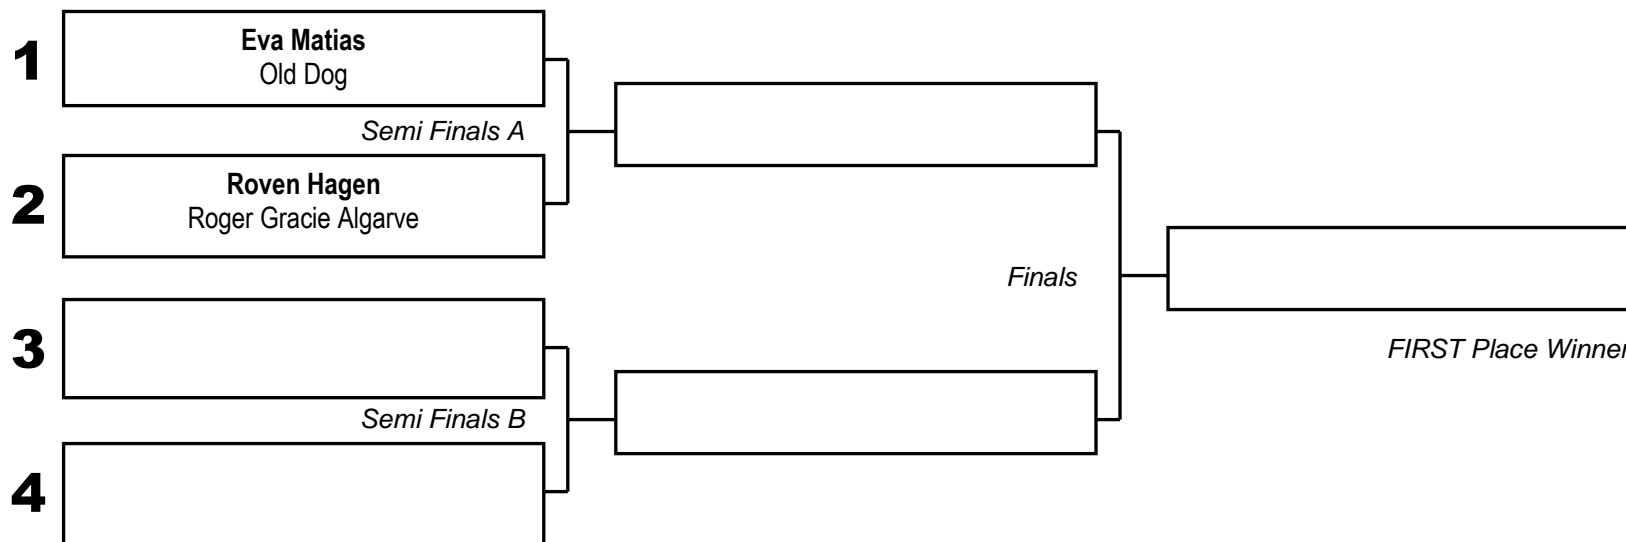 1
Eva Matias
Old Dog
Semi Finals A
2
Roven Hagen
Roger Gracie Algarve
Finals
3
FIRST Place Winner
Semi Finals B
4